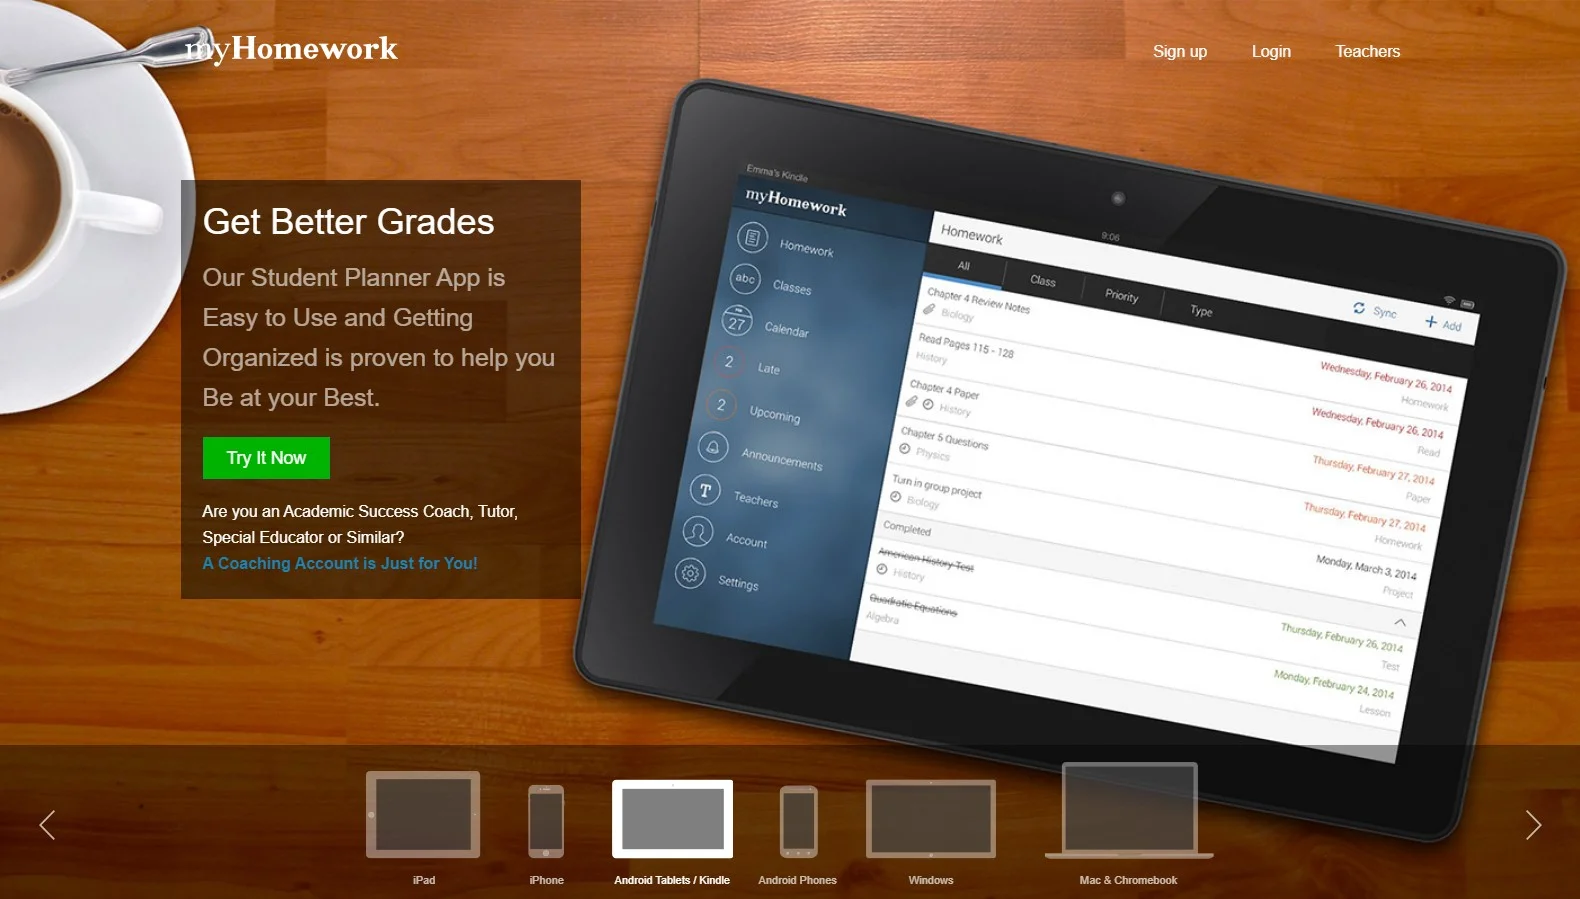 myHomework
Sign up
Login
Teachers
Get Better Grades
Our Student Planner App is
Easy to Use and Getting
Organized is proven to help you
Be at your Best.
Try It Now
Are you an Academic Success Coach, Tutor,
Special Educator or Similar?
A Coaching Account is Just for You!
Emma's Kindle
9:06
myHomework
Homework
abc
Classes
27
Calendar
2
Late
2
Upcoming
Announcements
T
Teachers
Account
Settings
Homework
Sync
Add
All
Class
Priority
Type
Chapter 4 Review Notes
Biology
Wednesday, February 26, 2014
Homework
Read Pages 115 - 128
History
Wednesday, February 26, 2014
Read
Chapter 4 Paper
History
Thursday, February 27, 2014
Paper
Chapter 5 Questions
Physics
Thursday, February 27, 2014
Homework
Turn in group project
Biology
Monday, March 3, 2014
Project
Completed
American History Test
History
Thursday, February 26, 2014
Test
Quadratic Equations
Algebra
Monday, Frebruary 24, 2014
Lesson
iPad
iPhone
Android Tablets / Kindle
Android Phones
Windows
Mac & Chromebook